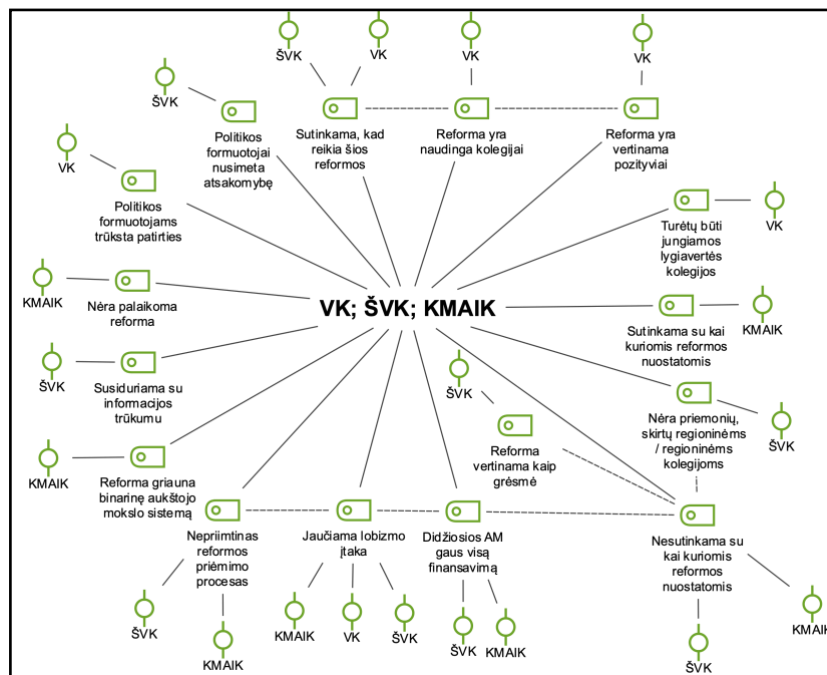 ŠVK
VK
VK
VK
ŠVK
VK
Politikos
formuotojai
nusimeta
atsakomybę
Sutinkama, kad
reikia šios
reformos
Reforma yra
naudinga kolegijai
Reforma yra
vertinama
pozityviai
Politikos
formuotojams
trūksta patirties
Turėtų būti
jungiamos
lygiavertės
kolegijos
VK
KMAIK
Nėra palaikoma
reforma
VK; ŠVK; KMAIK
Sutinkama su kai
kuriomis reformos
nuostatomis
KMAIK
ŠVK
Susiduriama su
informacijos
trūkumu
ŠVK
Reforma
vertinama kaip
grėsmė
Nėra priemonių,
skirtų regioninėms
/ regioninėms
kolegijoms
ŠVK
KMAIK
Reforma griauna
binarinę aukštojo
mokslo sistemą
Nepriimtinas
reformos
priėmimo
procesas
Jaučiama lobizmo
įtaka
Didžiosios AM
gaus visą
finansavimą
Nesutinkama su
kai kuriomis
reformos
nuostatomis
ŠVK
KMAIK
KMAIK
VK
ŠVK
ŠVK
KMAIK
ŠVK
KMAIK